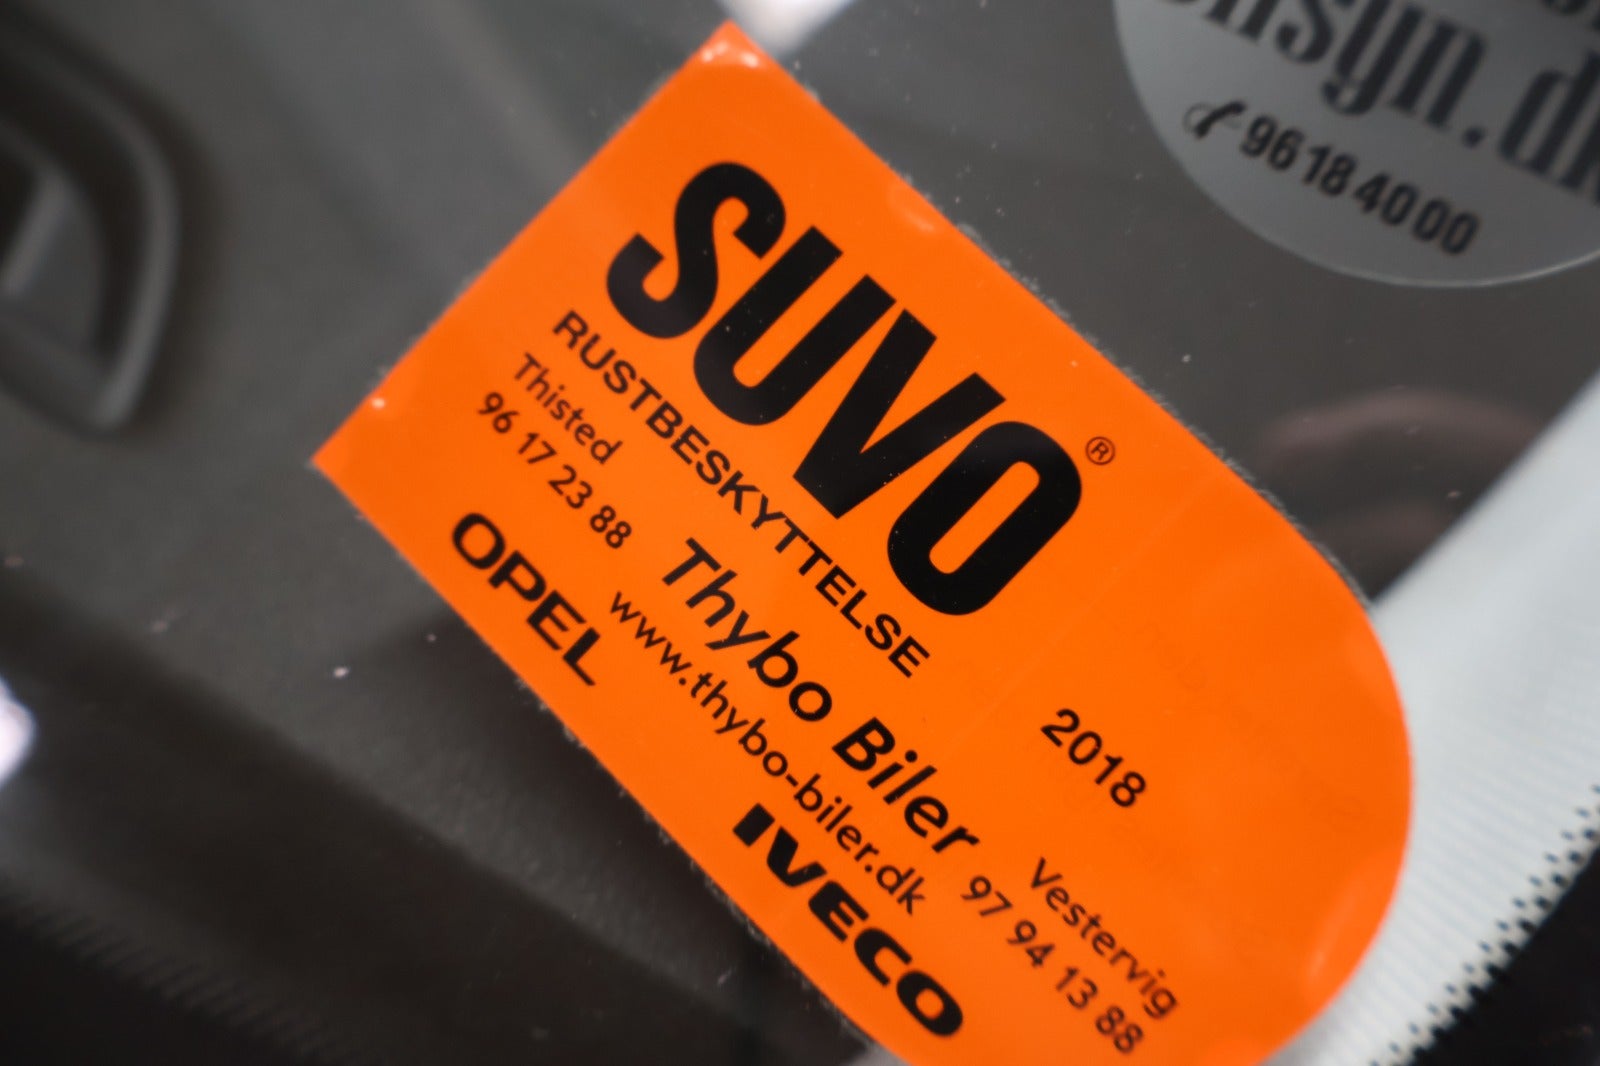 SUVO®
RUSTBESKYTTELSE
2018
Thisted
96 17 23 88
Thybo Biler
www.thybo-biler.dk
Vestervig
97 94 13 88
OPEL
IVECO
96 18 40 00